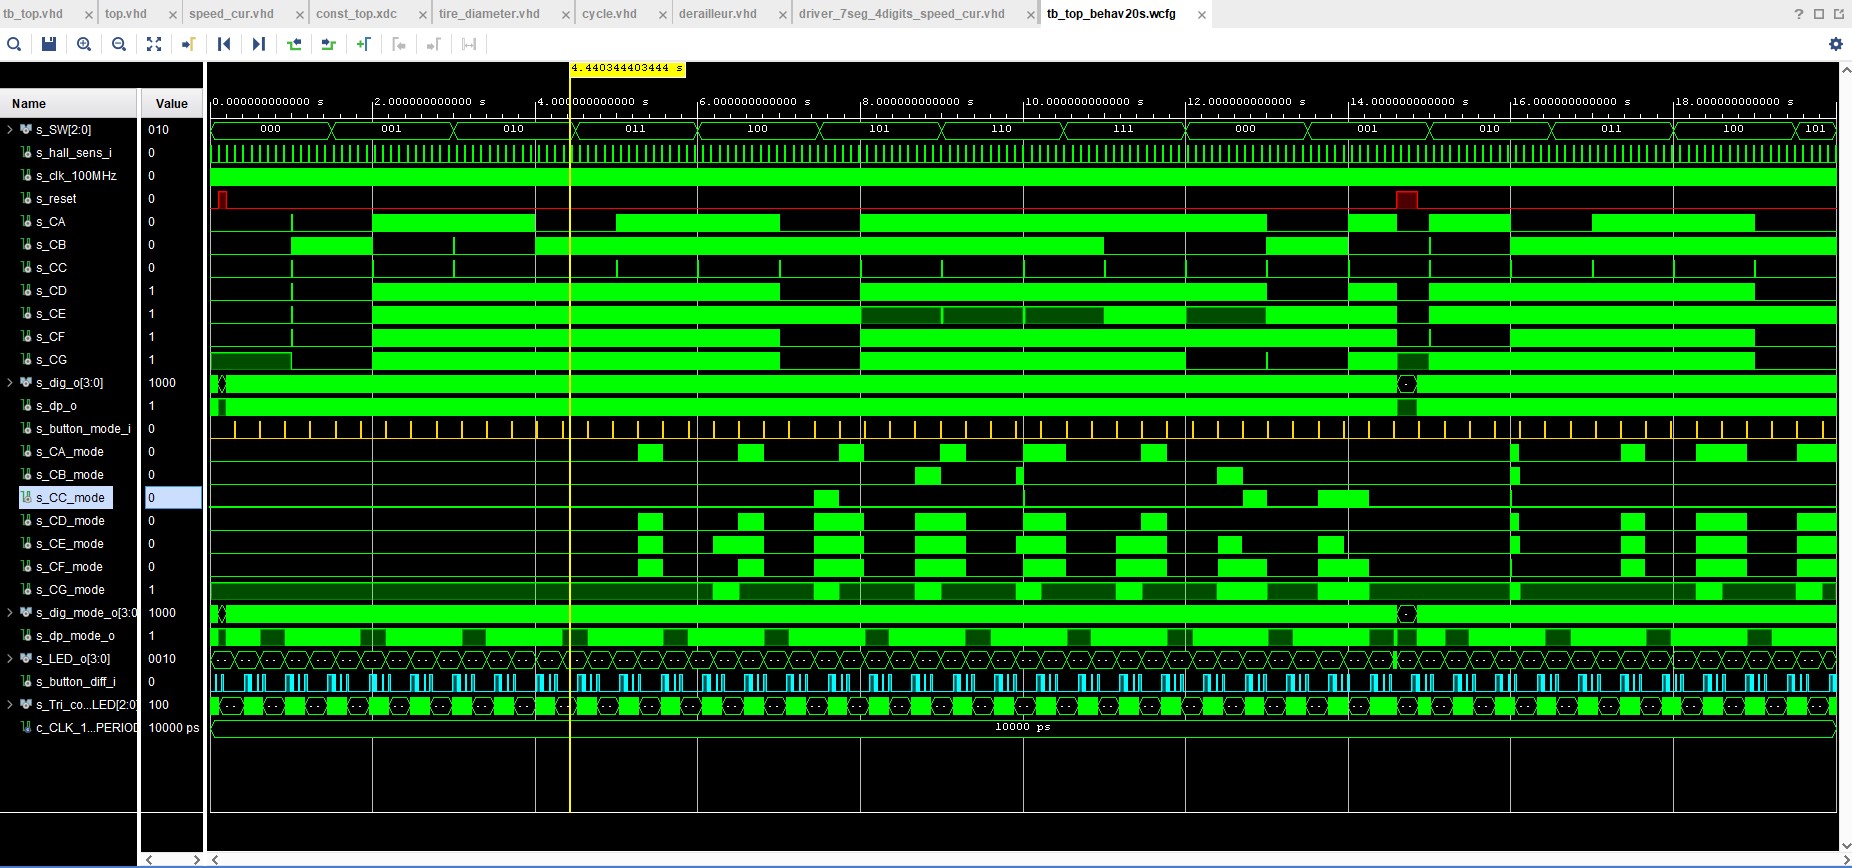 tb_top.vhd × top.vhd × speed_cur.vhd × const_top.xdc × tire_diameter.vhd × cycle.vhd × derailleur.vhd × driver_7seg_4digits_speed_cur.vhd × tb_top_behav20s.wcfg ×
4.440344403444 s
Name Value
0.000000000000 s 2.000000000000 s 4.000000000000 s 6.000000000000 s 8.000000000000 s 10.000000000000 s 12.000000000000 s 14.000000000000 s 16.000000000000 s 18.000000000000 s
s_SW[2:0] 010 000 001 010 011 100 101 110 111 000 001 010 011 100 101
s_hall_sens_i 0
s_clk_100MHz 0
s_reset 0
s_CA 0
s_CB 0
s_CC 0
s_CD 1
s_CE 1
s_CF 1
s_CG 1
s_dig_o[3:0] 1000
s_dp_o 1
s_button_mode_i 0
s_CA_mode 0
s_CB_mode 0
s_CC_mode 0
s_CD_mode 0
s_CE_mode 0
s_CF_mode 0
s_CG_mode 1
s_dig_mode_o[3:0 1000
s_dp_mode_o 1
s_LED_o[3:0] 0010
s_button_diff_i 0
s_Tri_co...LED[2:0] 100
c_CLK_1...PERIOD 10000 ps 10000 ps